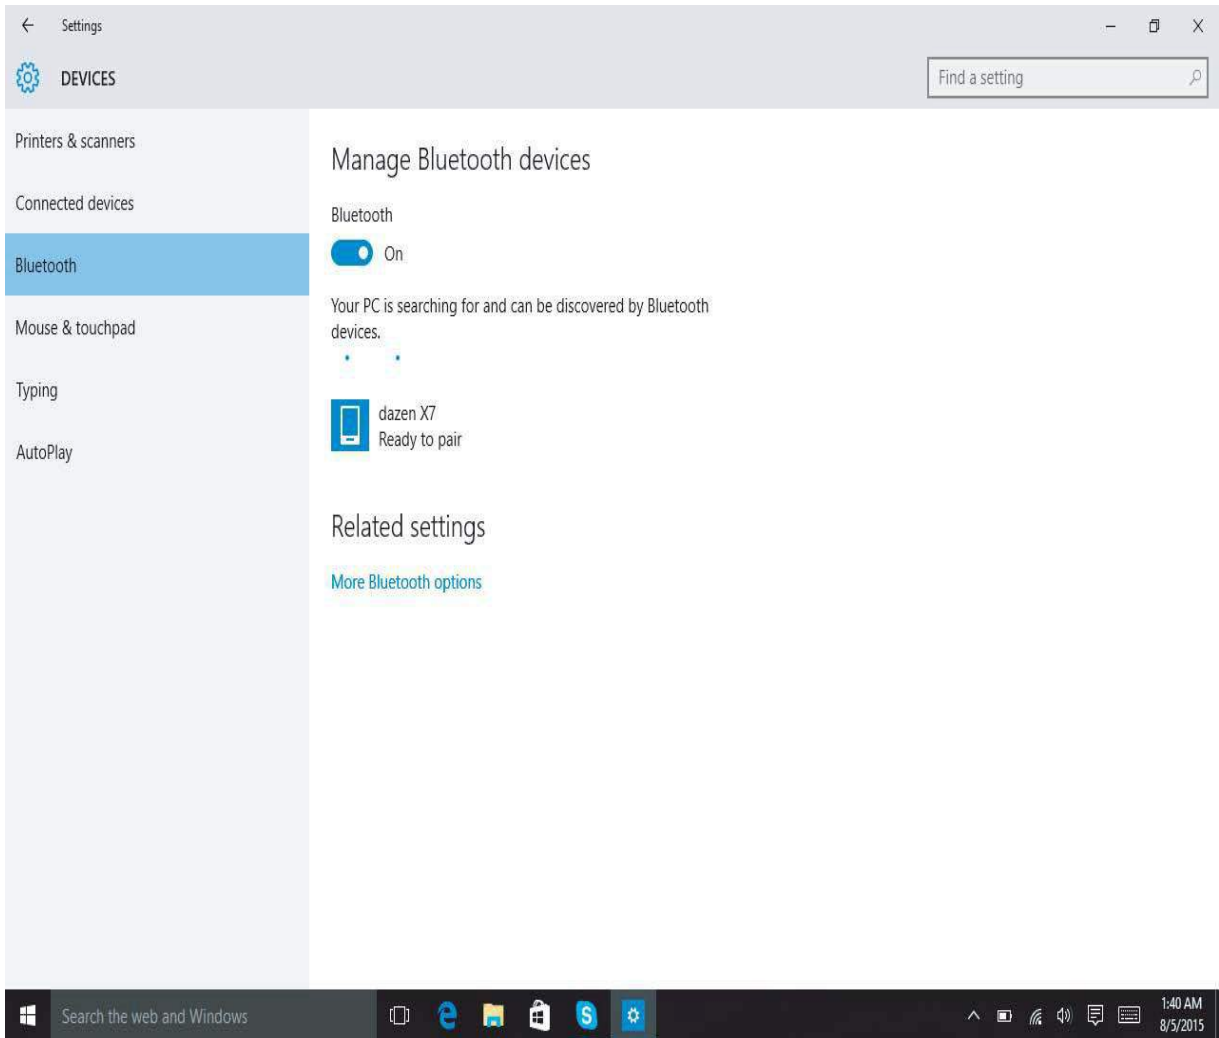 Settings
DEVICES
Find a setting
Printers & scanners
Connected devices
Bluetooth
Mouse & touchpad
Typing
AutoPlay
Manage Bluetooth devices
Bluetooth
On
Your PC is searching for and can be discovered by Bluetooth
devices.
dazen X7
Ready to pair
Related settings
More Bluetooth options
Search the web and Windows
1:40 AM
8/5/2015